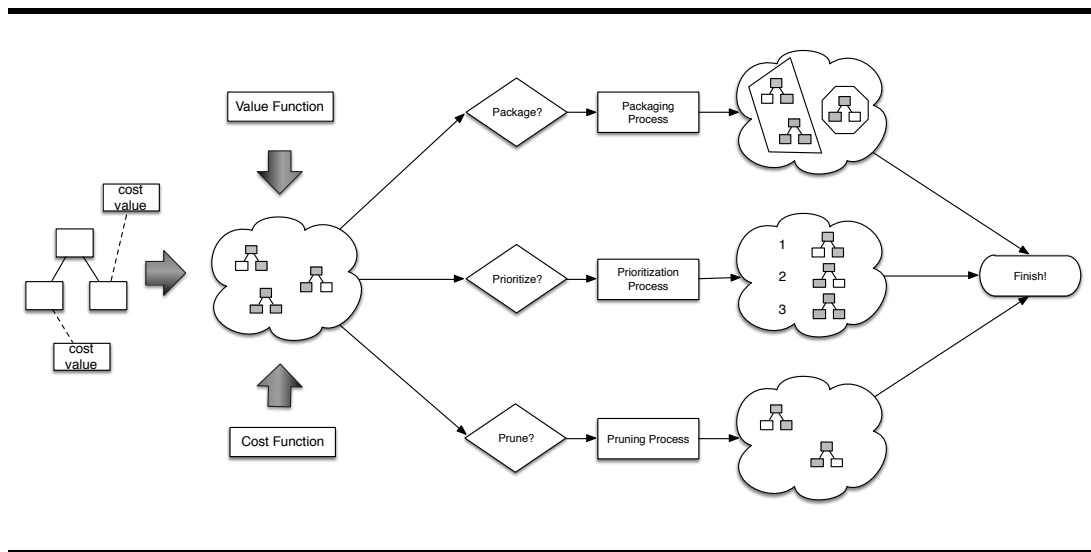 Value Function
cost
value
cost
value
Cost Function
Package?
Packaging
Process
Prioritize?
Prioritization
Process
1
2
3
Prune?
Pruning Process
Finish!